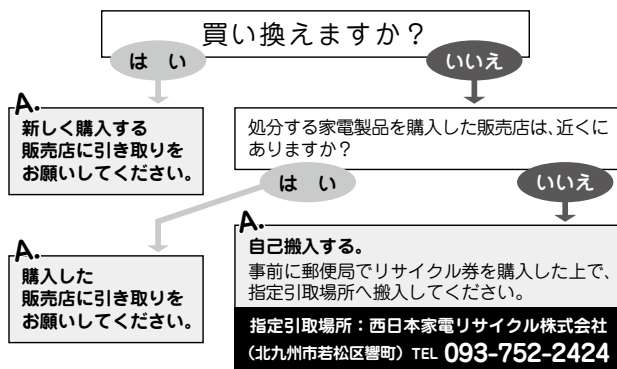 買い換えますか？
はい
いいえ
A.
新しく購入する
販売店に引き取りを
お願いしてください。
処分する家電製品を購入した販売店は、近くに
ありますか？
はい
いいえ
A.
購入した
販売店に引き取りを
お願いしてください。
A.
自己搬入する。
事前に郵便局でリサイクル券を購入した上で、
指定引取場所へ搬入してください。
指定引取場所：西日本家電リサイクル株式会社
（北九州市若松区響町）TEL 093-752-2424